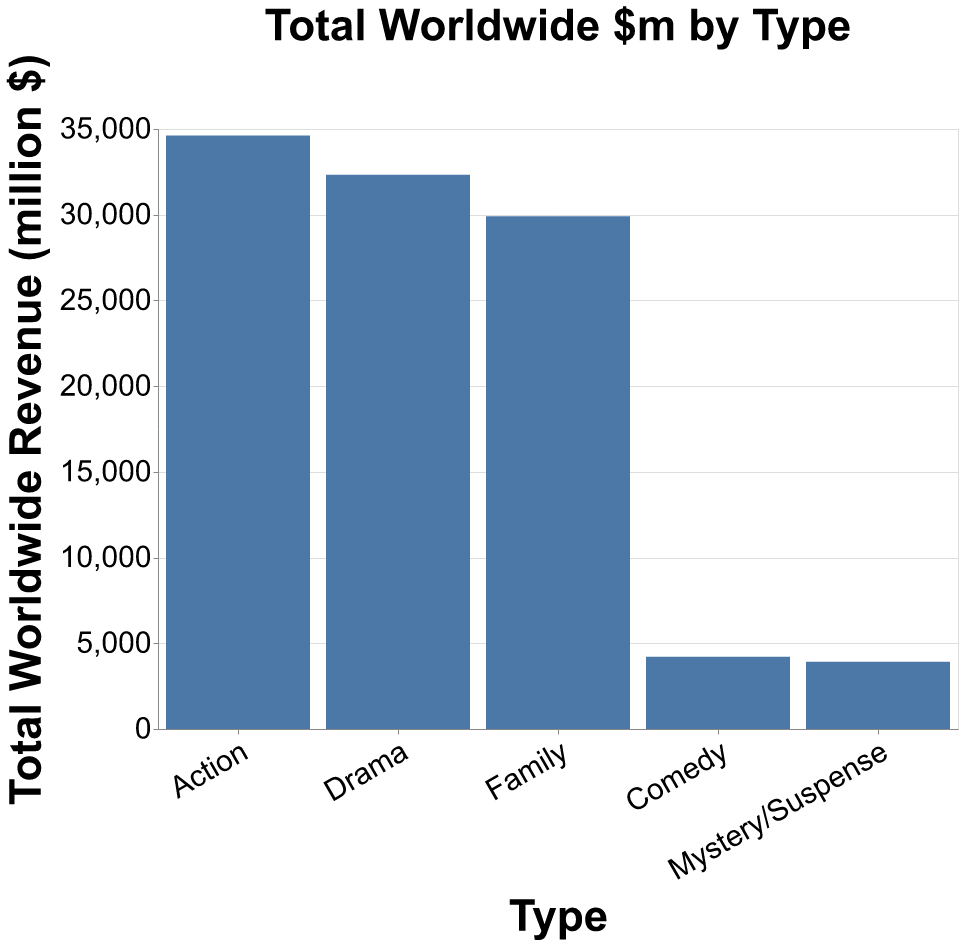 Total Worldwide $m by Type
Total Worldwide Revenue (million $)
35,000
30,000
25,000
20,000
15,000
10,000
5,000
0
Action
Drama
Family
Comedy
Mystery/Suspense
Type